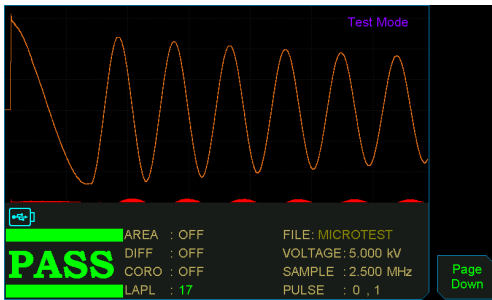 Test Mode
AREA : OFF
FILE: MICROTEST
DIFF : OFF
VOLTAGE: 5.000 kV
PASS
CORO : OFF
SAMPLE : 2.500 MHz
LAPL : 17
PULSE : 0 , 1
Page
Down